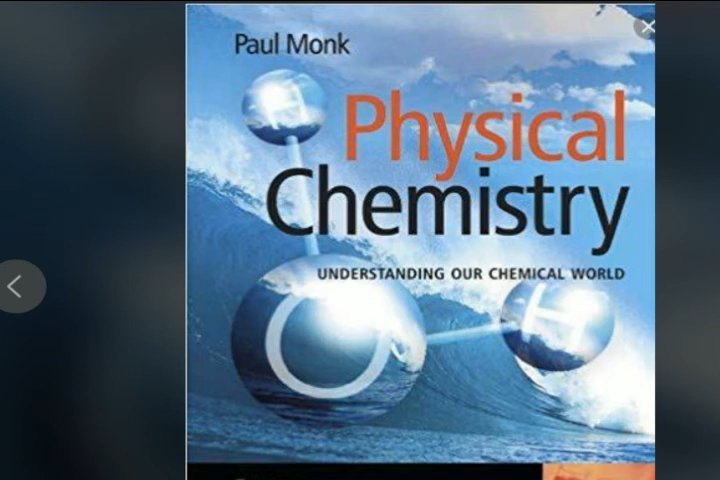 Paul Monk
H
Physical
Chemistry
UNDERSTANDING OUR CHEMICAL WORLD
O
H